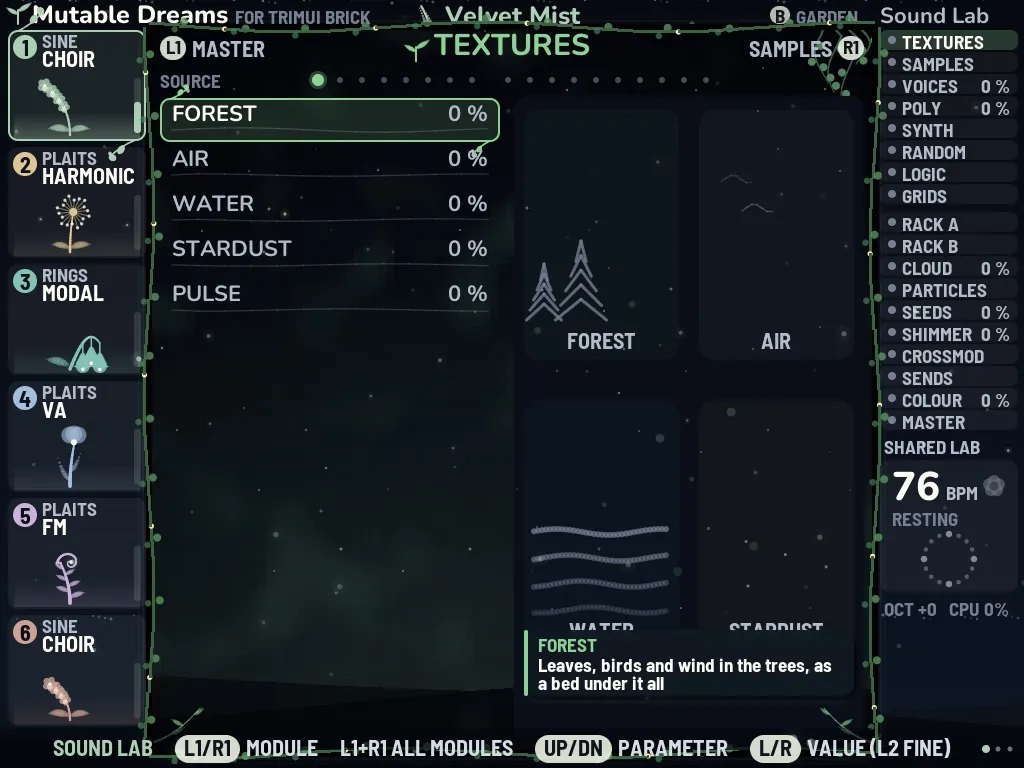 Mutable Dreams FOR TRIMUI BRICK
Velvet Mist
B GARDEN
Sound Lab
1 SINE
CHOIR
2 PLAITS
HARMONIC
3 RINGS
MODAL
4 PLAITS
VA
5 PLAITS
FM
6 SINE
CHOIR
L1 MASTER
TEXTURES
SAMPLES R1
SOURCE
FOREST 0 %
AIR 0 %
WATER 0 %
STARDUST 0 %
PULSE 0 %
FOREST
AIR
WATER
STARDUST
FOREST
Leaves, birds and wind in the trees, as
a bed under it all
TEXTURES
SAMPLES
VOICES 0 %
POLY 0 %
SYNTH
RANDOM
LOGIC
GRIDS
RACK A
RACK B
CLOUD 0 %
PARTICLES
SEEDS 0 %
SHIMMER 0 %
CROSSMOD
SENDS
COLOUR 0 %
MASTER
SHARED LAB
76 BPM
RESTING
OCT +0 CPU 0%
SOUND LAB L1/R1 MODULE L1+R1 ALL MODULES UP/DN PARAMETER L/R VALUE (L2 FINE)